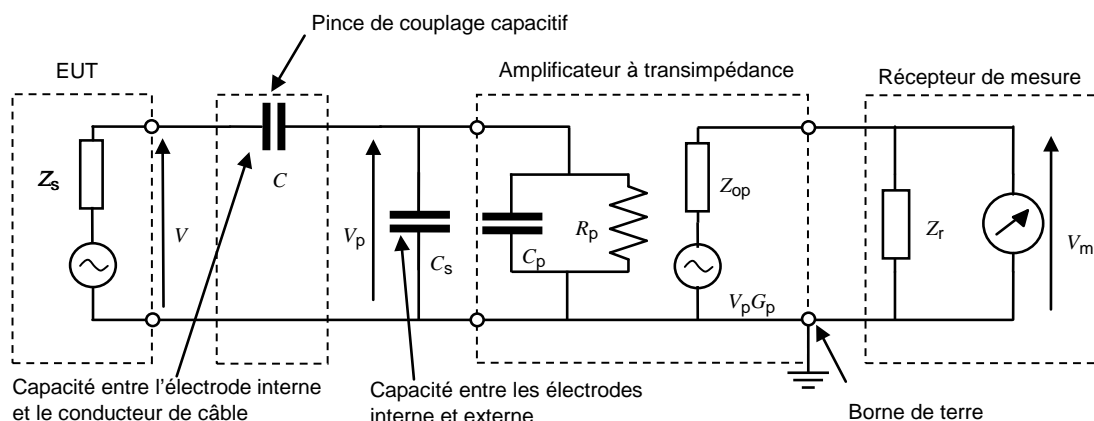 Pince de couplage capacitif
EUT
Amplificateur à transimpédance
Récepteur de mesure
Zs
V
C
Vp
Cs
Cp
Rp
Zop
VpGp
Zr
Vm
Capacité entre l'électrode interne
et le conducteur de câble
Capacité entre les électrodes
interne et externe
Borne de terre